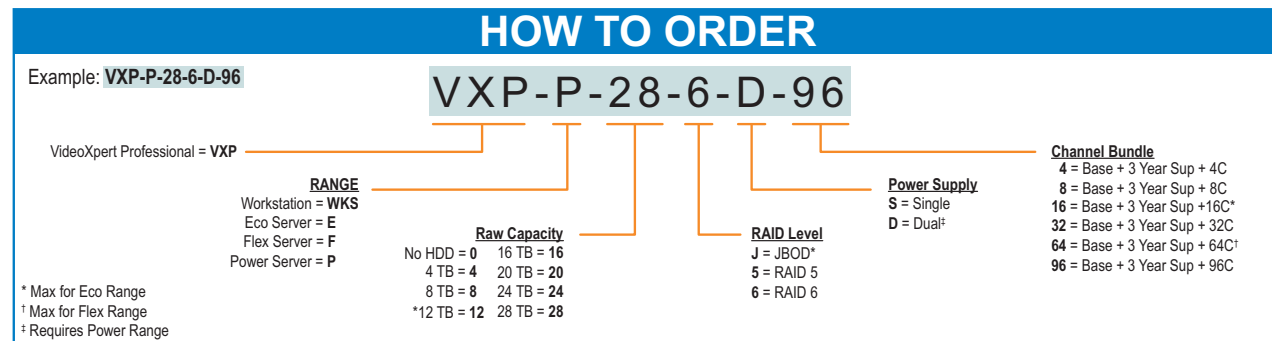 HOW TO ORDER
Example: VXP-P-28-6-D-96
VXP-P-28-6-D-96
VideoXpert Professional = VXP
RANGE
Workstation = WKS
Eco Server = E
Flex Server = F
Power Server = P
Raw Capacity
No HDD = 0 16 TB = 16
4 TB = 4 20 TB = 20
8 TB = 8 24 TB = 24
*12 TB = 12 28 TB = 28
RAID Level
J = JBOD*
5 = RAID 5
6 = RAID 6
Power Supply
S = Single
D = Dual‡
Channel Bundle
4 = Base + 3 Year Sup + 4C
8 = Base + 3 Year Sup + 8C
16 = Base + 3 Year Sup +16C*
32 = Base + 3 Year Sup + 32C
64 = Base + 3 Year Sup + 64C†
96 = Base + 3 Year Sup + 96C
* Max for Eco Range
† Max for Flex Range
‡ Requires Power Range